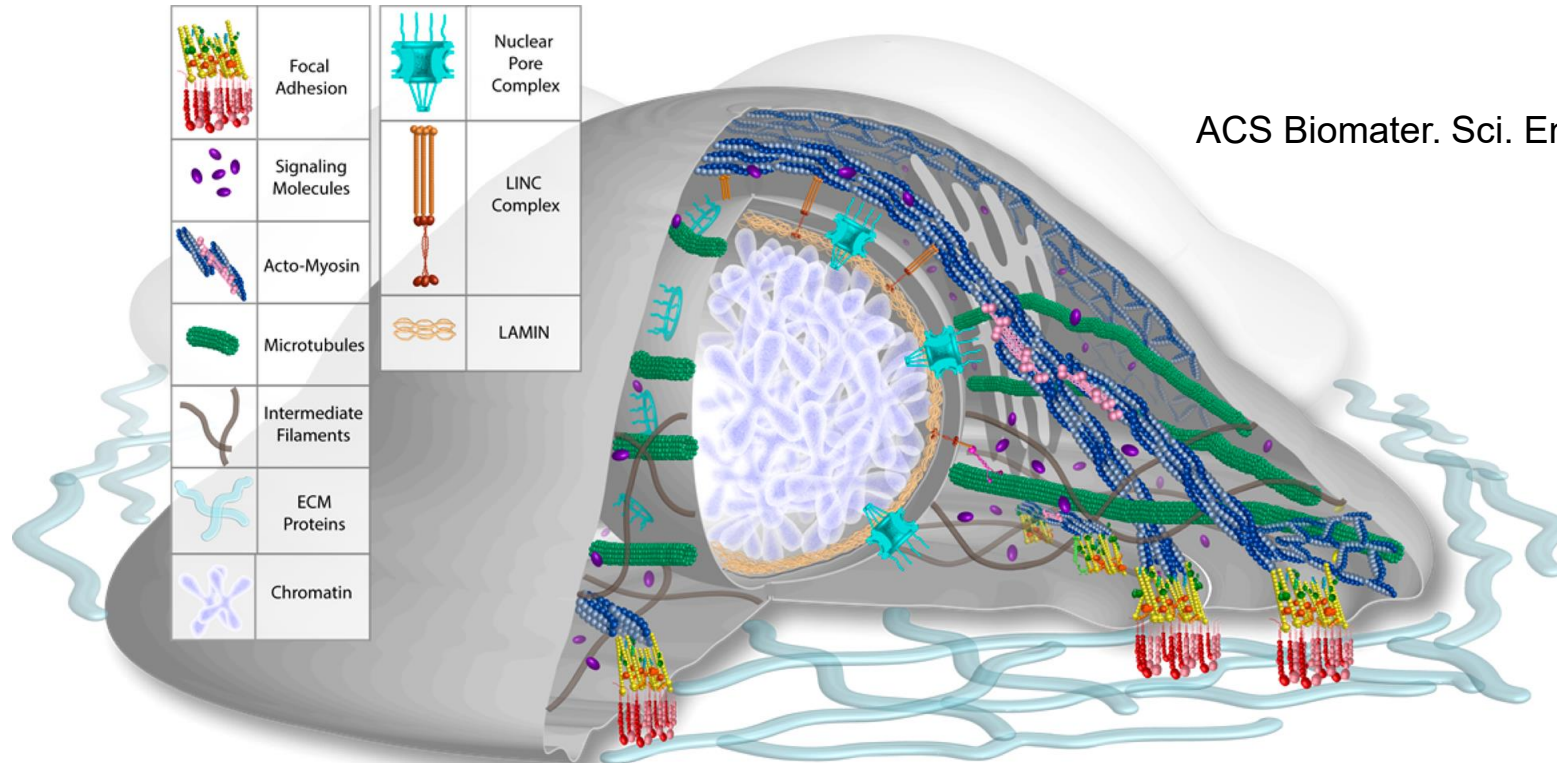 Focal
Adhesion
Signaling
Molecules
Acto-Myosin
Microtubules
Intermediate
Filaments
ECM
Proteins
Chromatin
Nuclear
Pore
Complex
LINC
Complex
LAMIN
ACS Biomater. Sci.